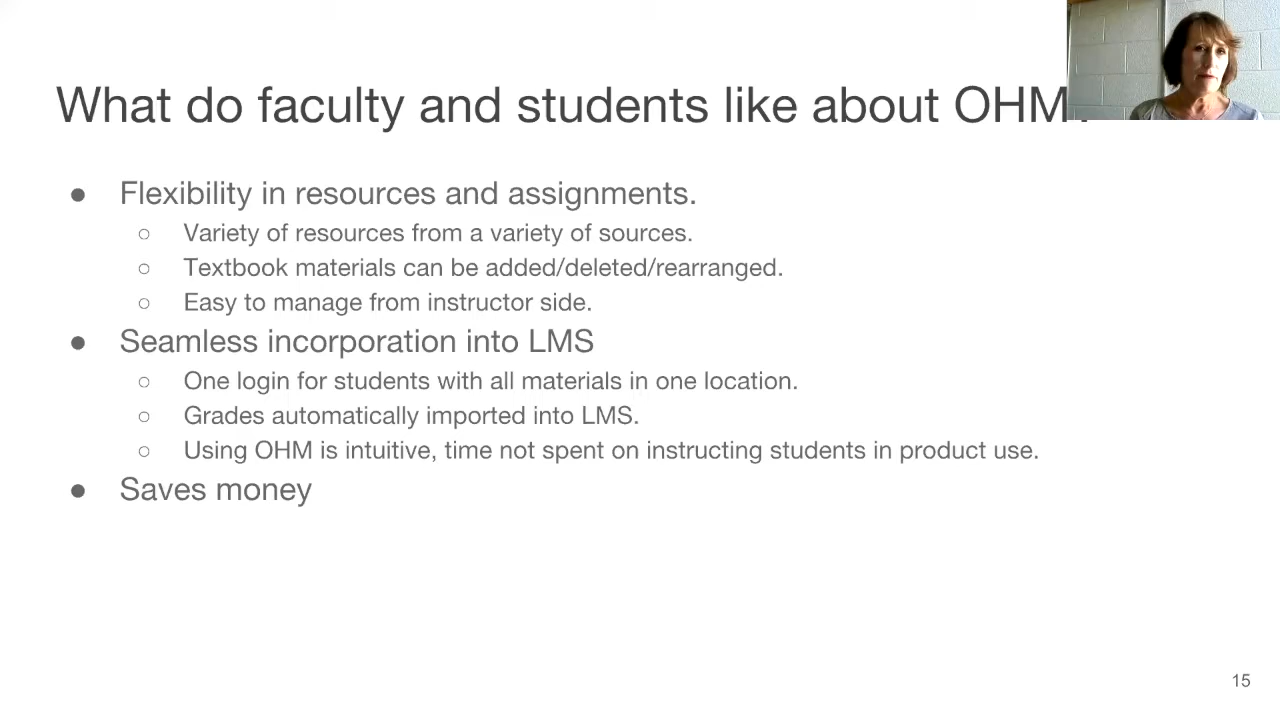 What do faculty and students like about OHM?
● Flexibility in resources and assignments.
○ Variety of resources from a variety of sources.
○ Textbook materials can be added/deleted/rearranged.
○ Easy to manage from instructor side.
● Seamless incorporation into LMS
○ One login for students with all materials in one location.
○ Grades automatically imported into LMS.
○ Using OHM is intuitive, time not spent on instructing students in product use.
● Saves money
15